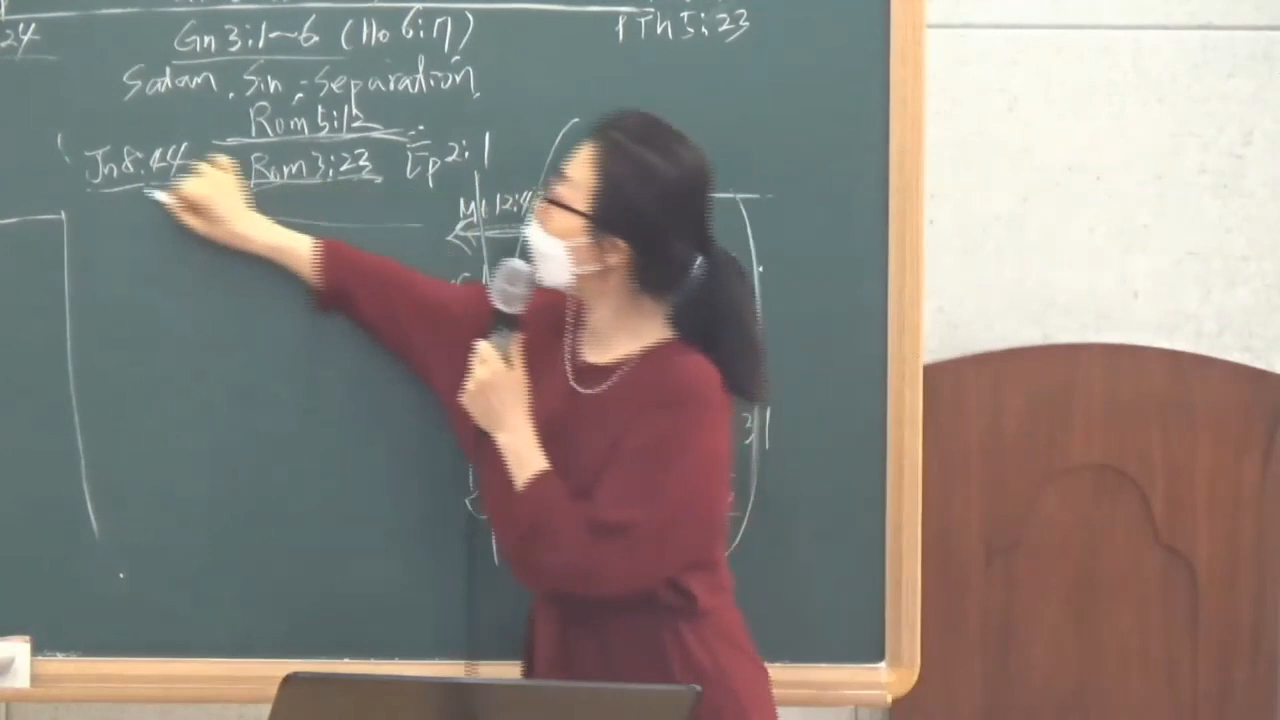 24
Gn 3:1~6 (Ho 6:7)
1Th 5:23
Satan, Sin, Separation
Rom 5:12
Jn 8:44 Rom 3:23 Ep 2:1
Mt 12:4
31